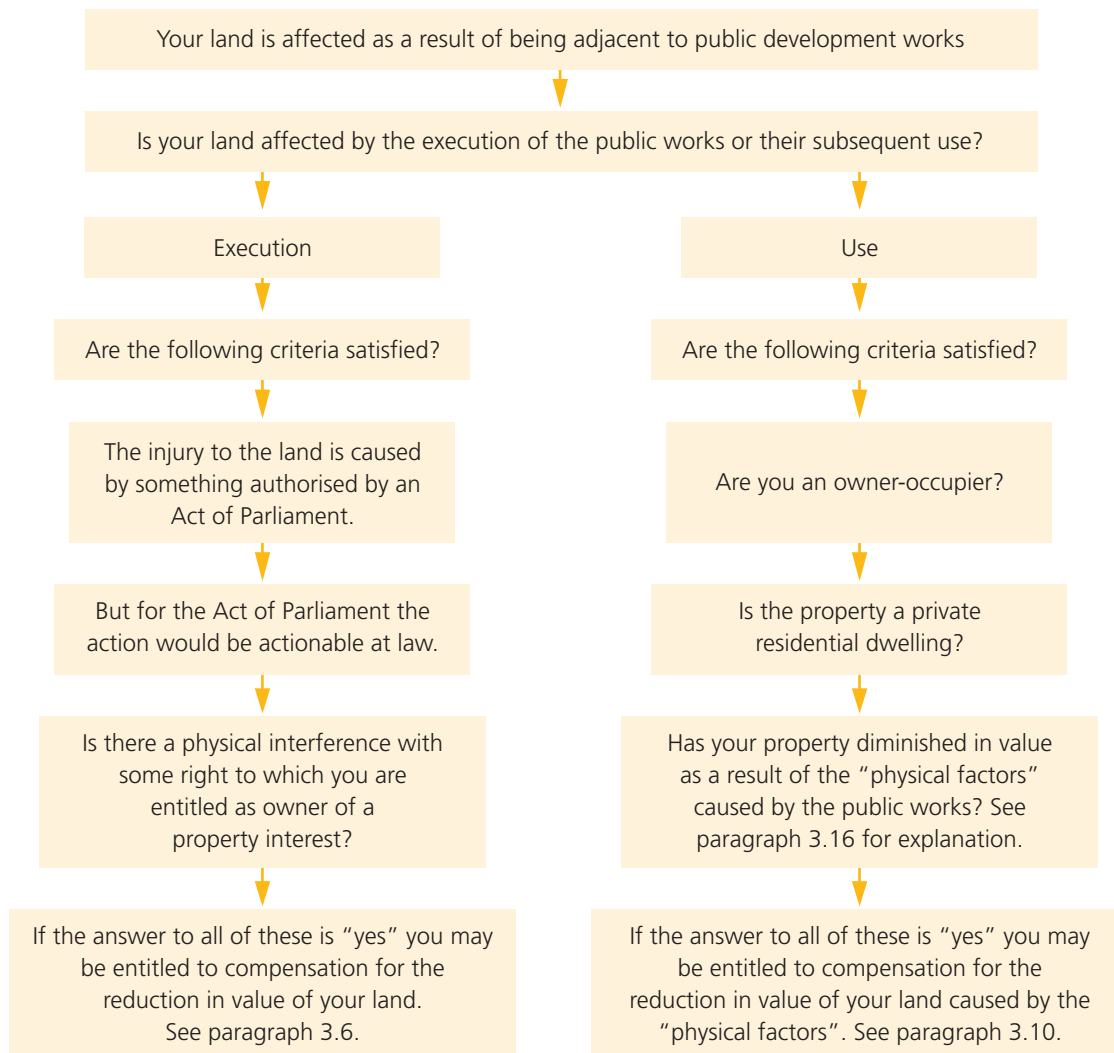 Your land is affected as a result of being adjacent to public development works
Is your land affected by the execution of the public works or their subsequent use?
Execution
Are the following criteria satisfied?
The injury to the land is caused
by something authorised by an
Act of Parliament.
But for the Act of Parliament the
action would be actionable at law.
Is there a physical interference with
some right to which you are
entitled as owner of a
property interest?
If the answer to all of these is “yes” you may
be entitled to compensation for the
reduction in value of your land.
See paragraph 3.6.
Use
Are the following criteria satisfied?
Are you an owner-occupier?
Is the property a private
residential dwelling?
Has your property diminished in value
as a result of the “physical factors”
caused by the public works? See
paragraph 3.16 for explanation.
If the answer to all of these is “yes” you may
be entitled to compensation for the
reduction in value of your land caused by the
“physical factors”. See paragraph 3.10.